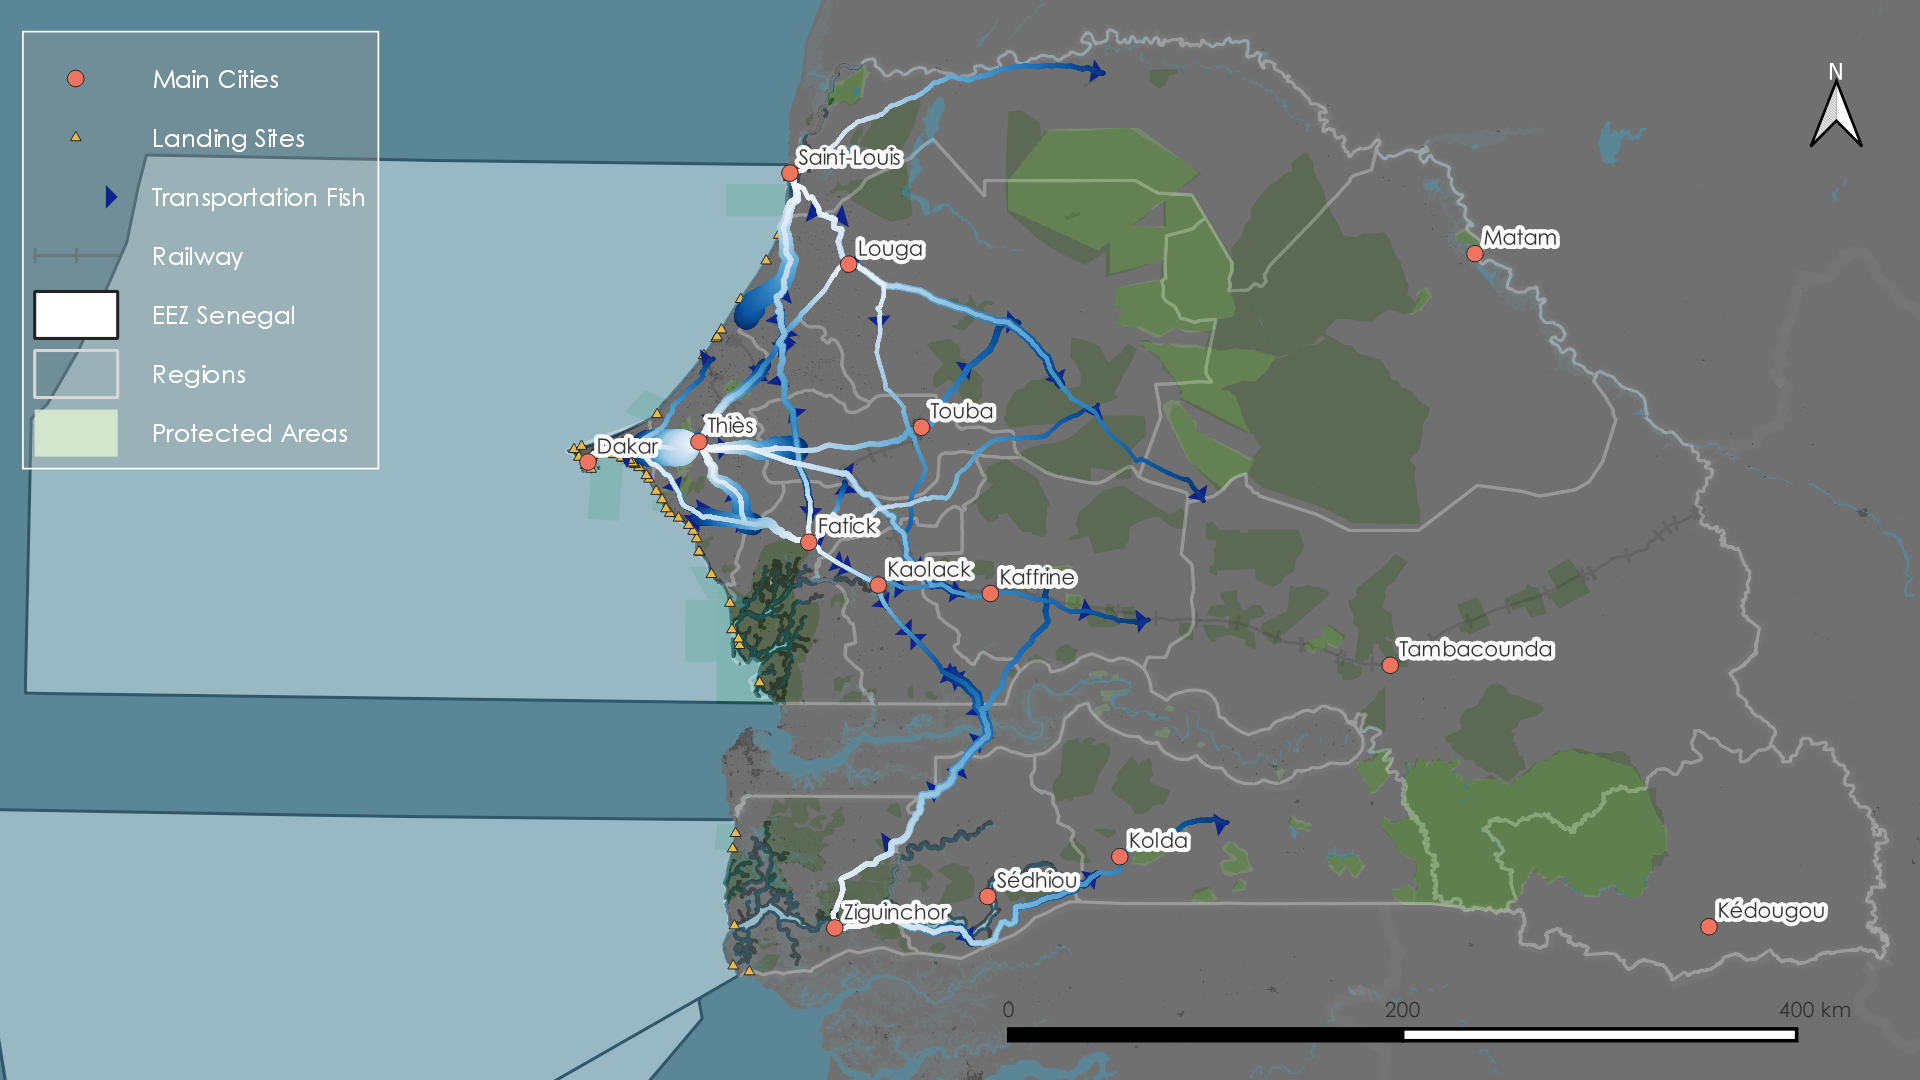 Main Cities
Landing Sites
Transportation Fish
Railway
EEZ Senegal
Regions
Protected Areas
N
Saint-Louis
Louga
Matam
Touba
Thiès
Dakar
Fatick
Kaolack
Kaffrine
Tambacounda
Kolda
Sédhiou
Ziguinchor
Kédougou
0 200 400 km